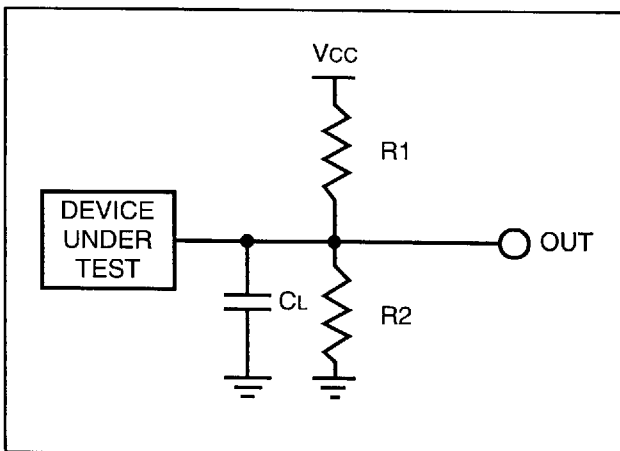 VCC
R1
DEVICE
UNDER
TEST
OUT
CL
R2